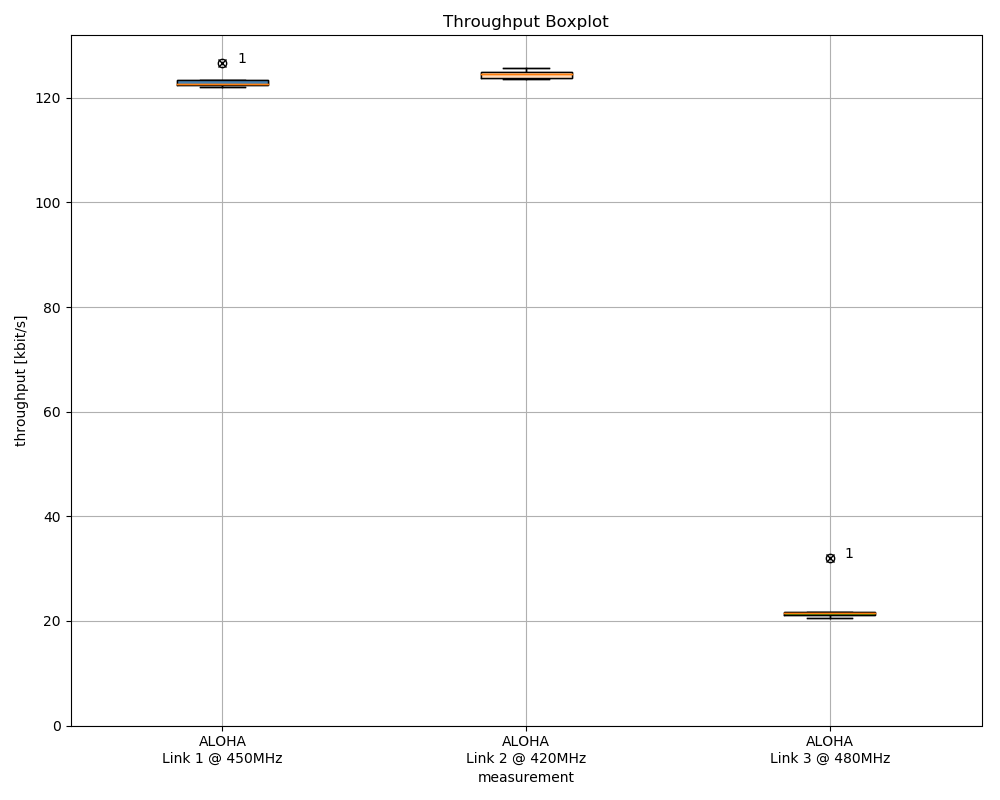 Throughput Boxplot
throughput [kbit/s]
120
100
80
60
40
20
0
1
1
ALOHA
Link 1 @ 450MHz
ALOHA
Link 2 @ 420MHz
ALOHA
Link 3 @ 480MHz
measurement